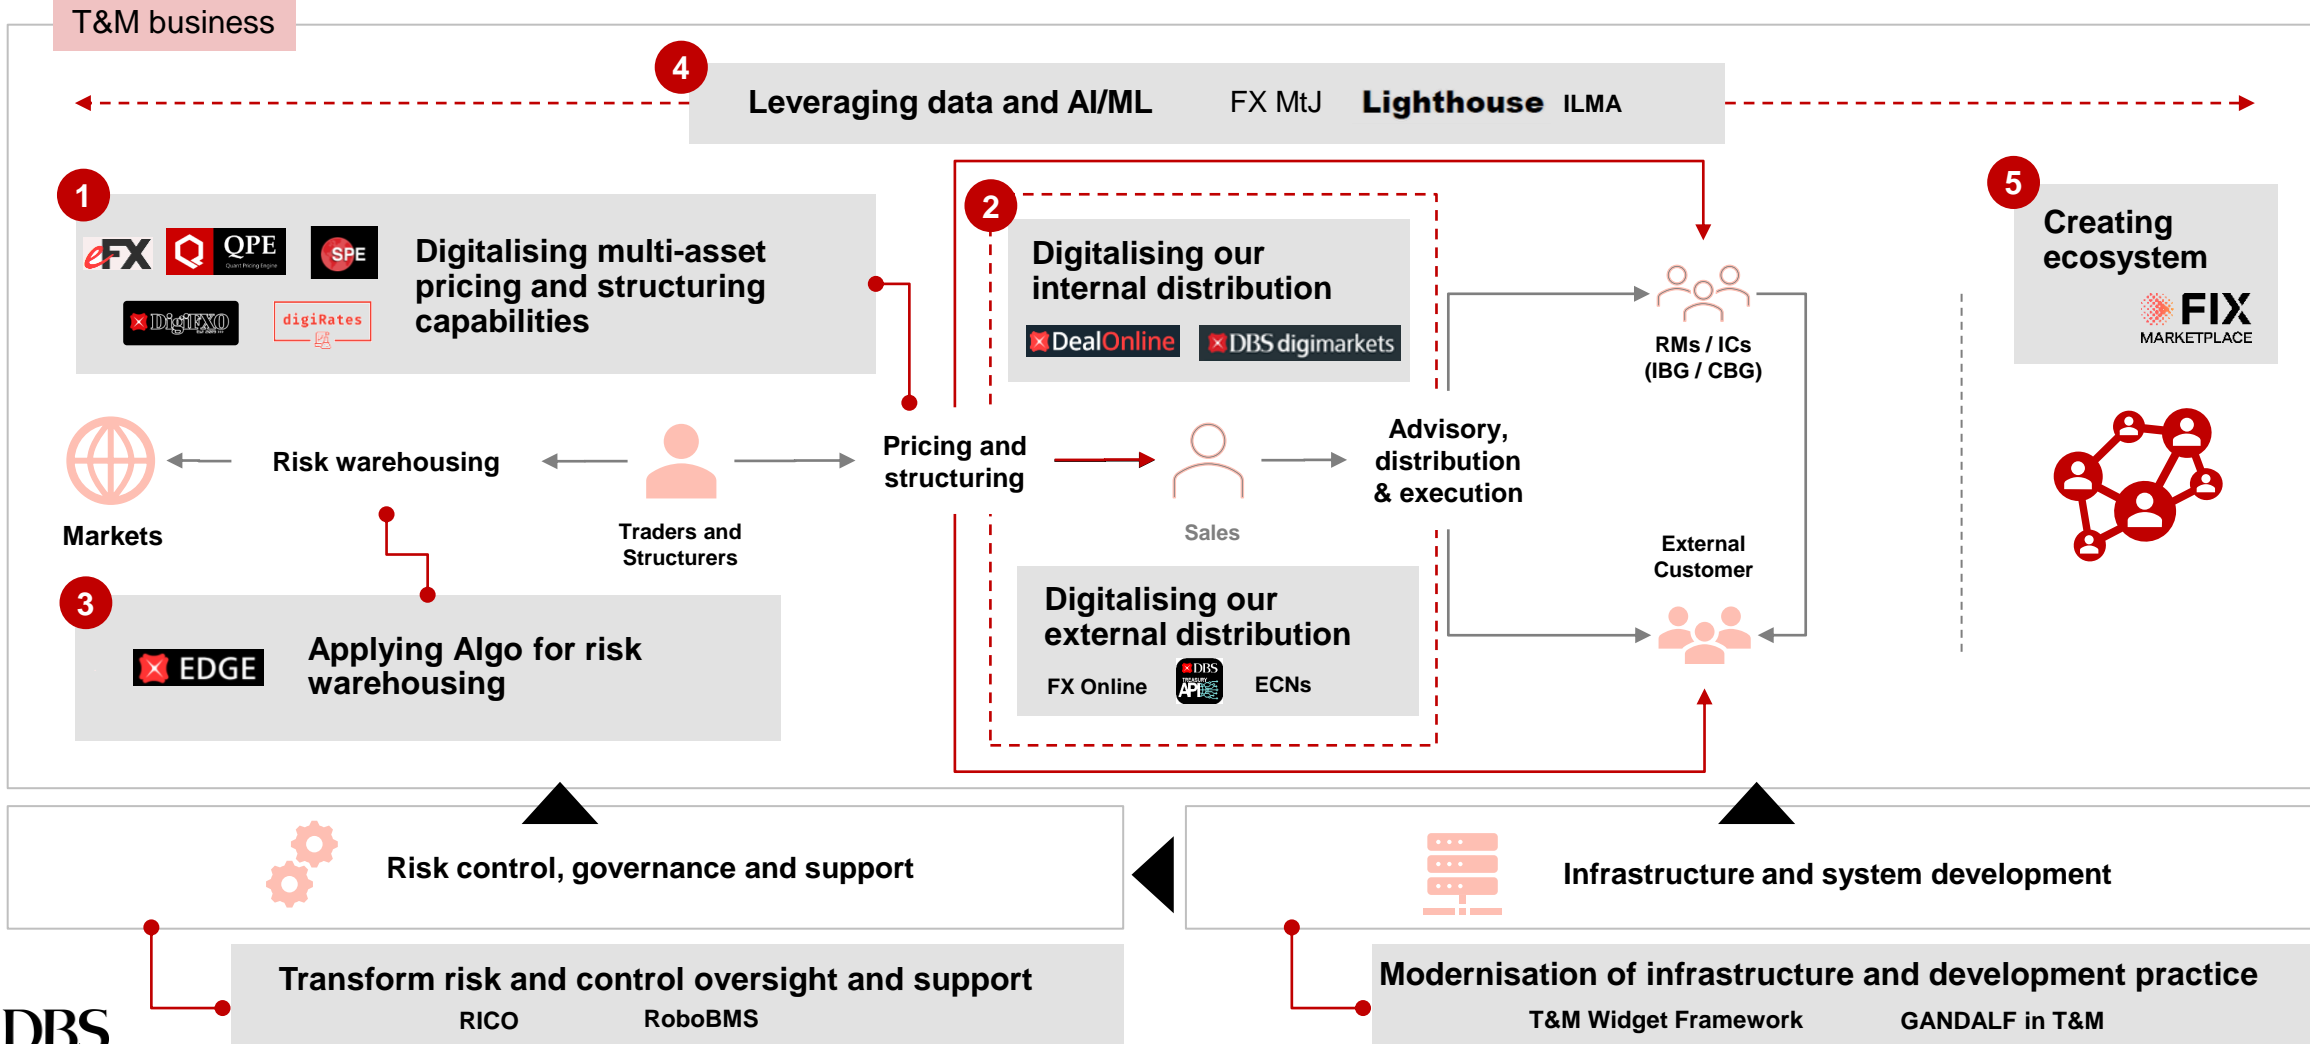 T&M business
4
Leveraging data and AI/ML
FX MtJ
Lighthouse
ILMA
1
eFX
QPE
Quant Pricing Engine
SPE
DigiFXO
digiRates
Digitalising multi-asset
pricing and structuring
capabilities
2
Digitalising our
internal distribution
DealOnline
DBS digimarkets
RMs / ICs
(IBG / CBG)
5
Creating
ecosystem
FIX
MARKETPLACE
Markets
Risk warehousing
Traders and
Structurers
Pricing and
structuring
Sales
Advisory,
distribution
& execution
External
Customer
3
EDGE
Applying Algo for risk
warehousing
Digitalising our
external distribution
FX Online
DBS
TREASURY
API
ECNs
Risk control, governance and support
Infrastructure and system development
Transform risk and control oversight and support
RICO
RoboBMS
Modernisation of infrastructure and development practice
T&M Widget Framework
GANDALF in T&M
DBS